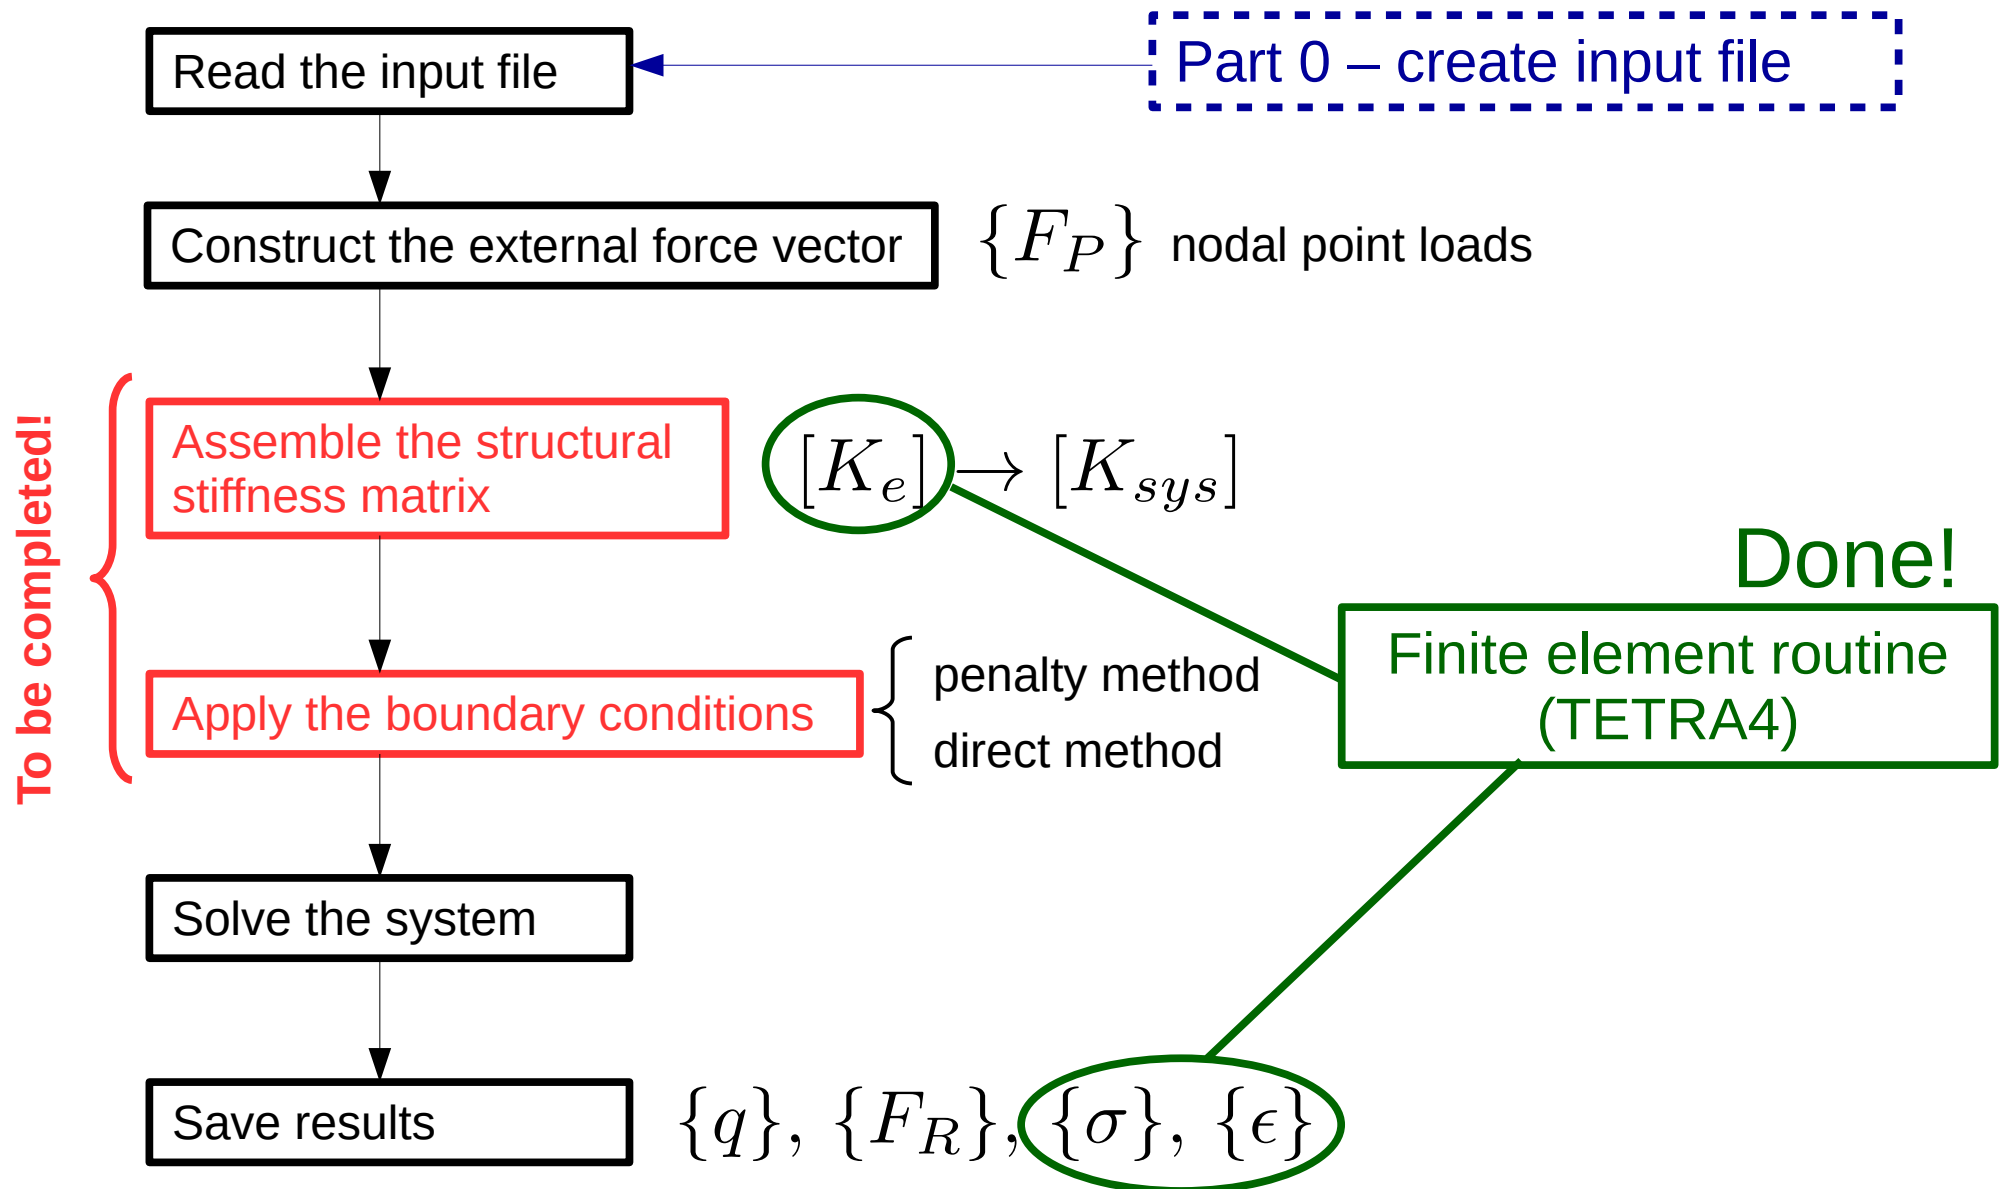 Read the input file
Part 0 – create input file
Construct the external force vector
{F_P} nodal point loads
To be completed!
Assemble the structural
stiffness matrix
[K_e] → [K_sys]
Done!
Finite element routine
(TETRA4)
Apply the boundary conditions
penalty method
direct method
Solve the system
Save results
{q}, {F_R}, {σ}, {ϵ}